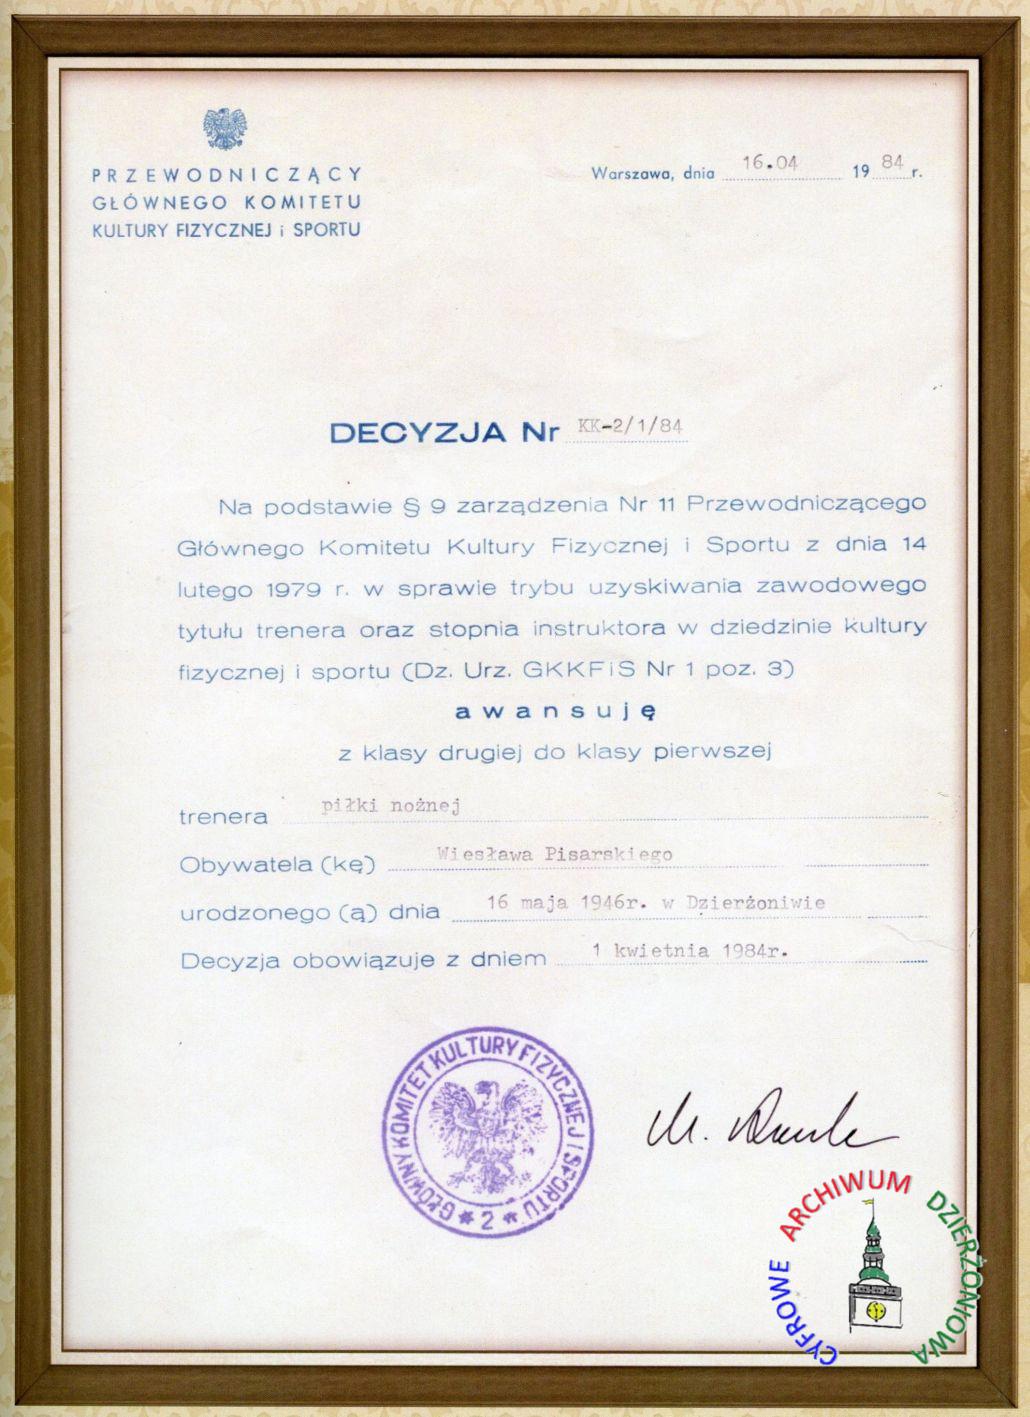 PRZEWODNICZĄCY
GŁÓWNEGO KOMITETU
KULTURY FIZYCZNEJ i SPORTU
Warszawa, dnia 16.04 1984 r.
DECYZJA Nr KK-2/1/84
Na podstawie § 9 zarządzenia Nr 11 Przewodniczącego
Głównego Komitetu Kultury Fizycznej i Sportu z dnia 14
lutego 1979 r. w sprawie trybu uzyskiwania zawodowego
tytułu trenera oraz stopnia instruktora w dziedzinie kultury
fizycznej i sportu (Dz. Urz. GKKFiS Nr 1 poz. 3)
awansuję
z klasy drugiej do klasy pierwszej
trenera piłki nożnej
Obywatela (kę) Wiesława Pisarskiego
urodzonego (ą) dnia 16 maja 1946r. w Dzierżoniwie
Decyzja obowiązuje z dniem 1 kwietnia 1984r.
GŁÓWNY KOMITET KULTURY FIZYCZNEJ I SPORTU
* 2 *
M.
CYFROWE ARCHIWUM DZIERŻONIOWA